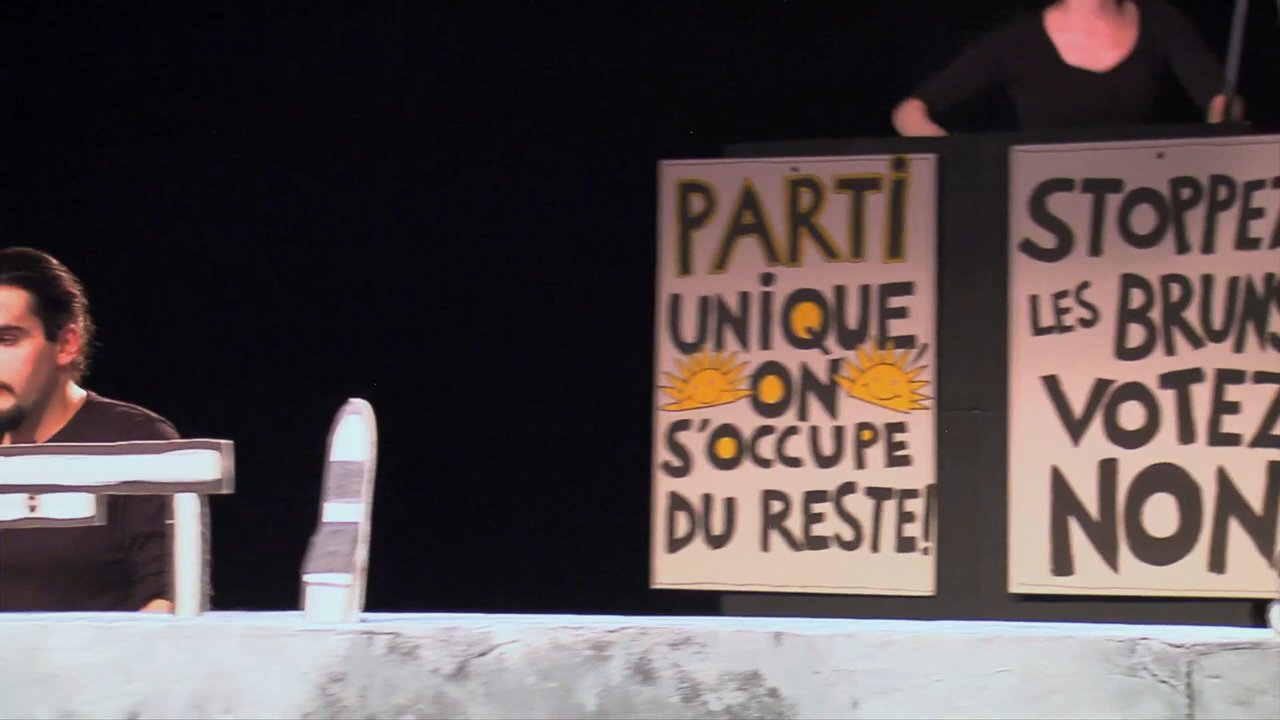 PARTI
UNIQUE
ON
S'OCCUPE
DU RESTE!
STOPPEZ
LES BRUNS
VOTEZ
NON